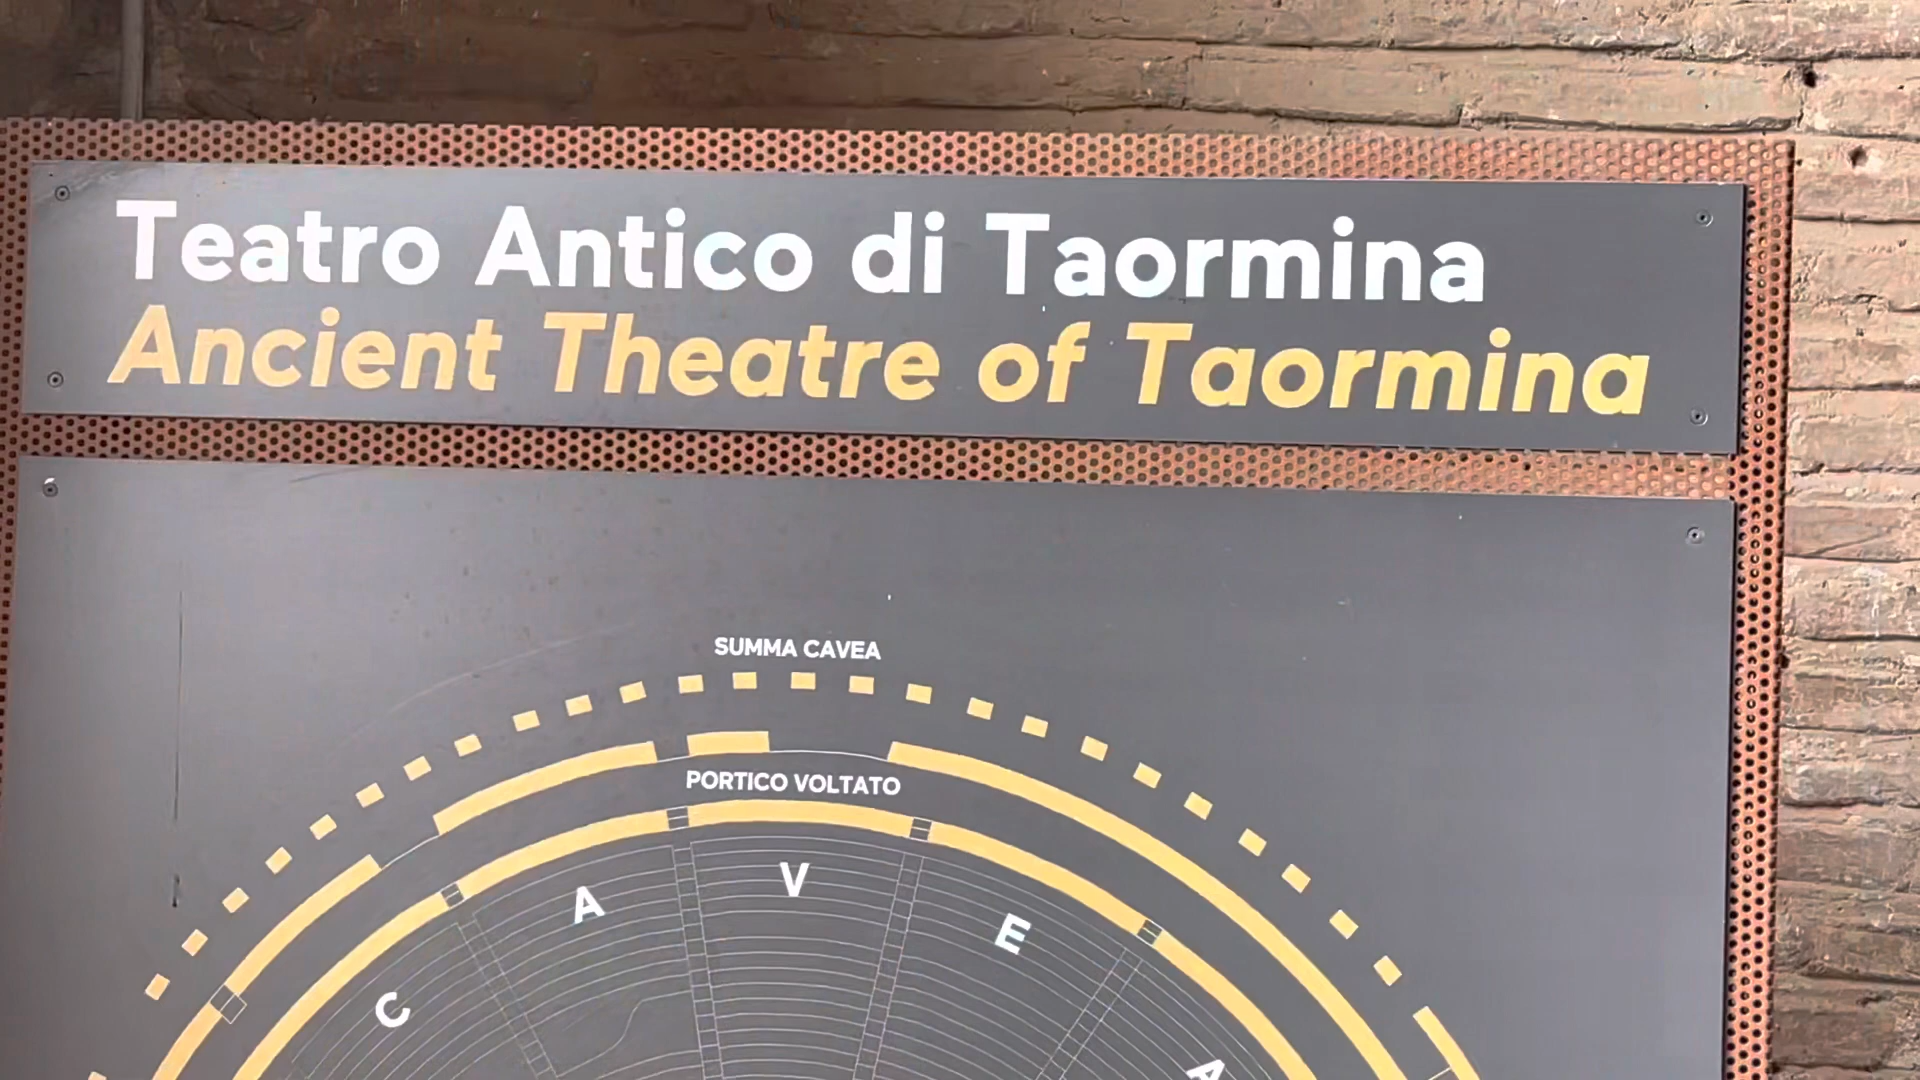 Teatro Antico di Taormina
Ancient Theatre of Taormina
SUMMA CAVEA
PORTICO VOLTATO
C A V E A